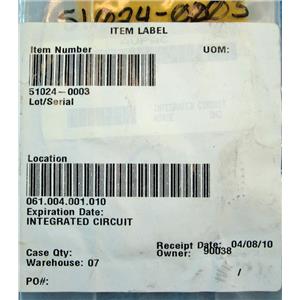 51024-0003
ITEM LABEL
Item Number UOM:
51024-0003
Lot/Serial
Location
061.004.001.010
Expiration Date:
INTEGRATED CIRCUIT
Case Qty: Receipt Date: 04/08/10
Warehouse: 07 Owner: 90038
PO#: /